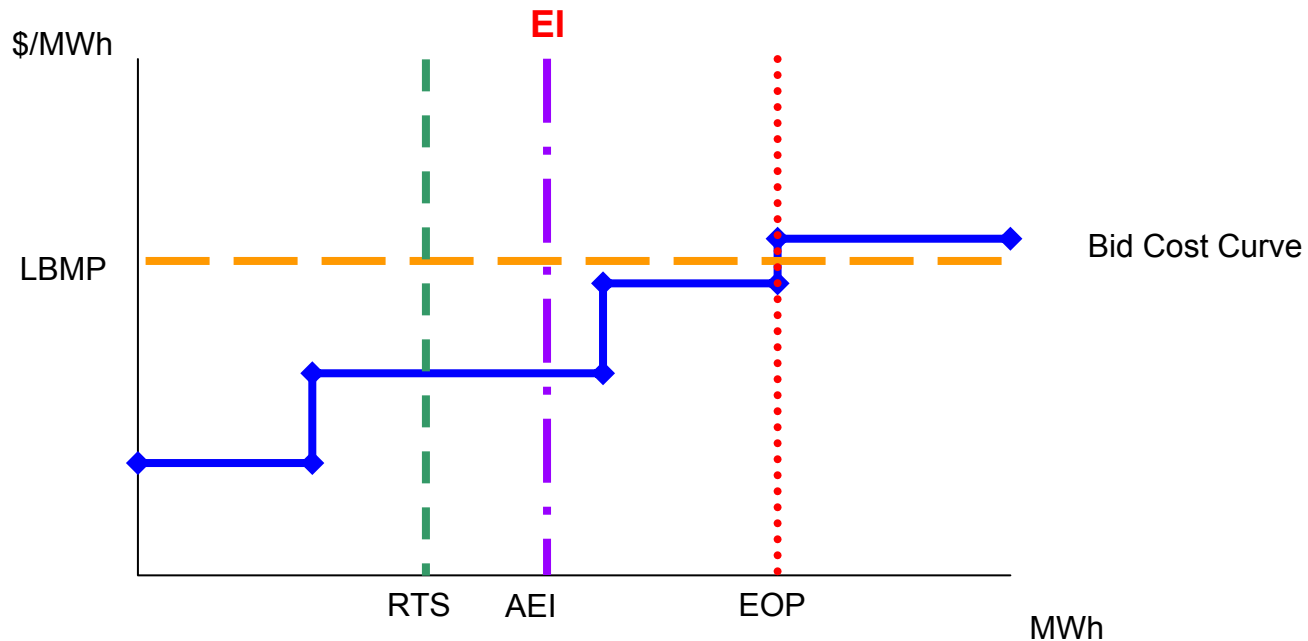 EI
$/MWh
LBMP
Bid Cost Curve
RTS
AEI
EOP
MWh